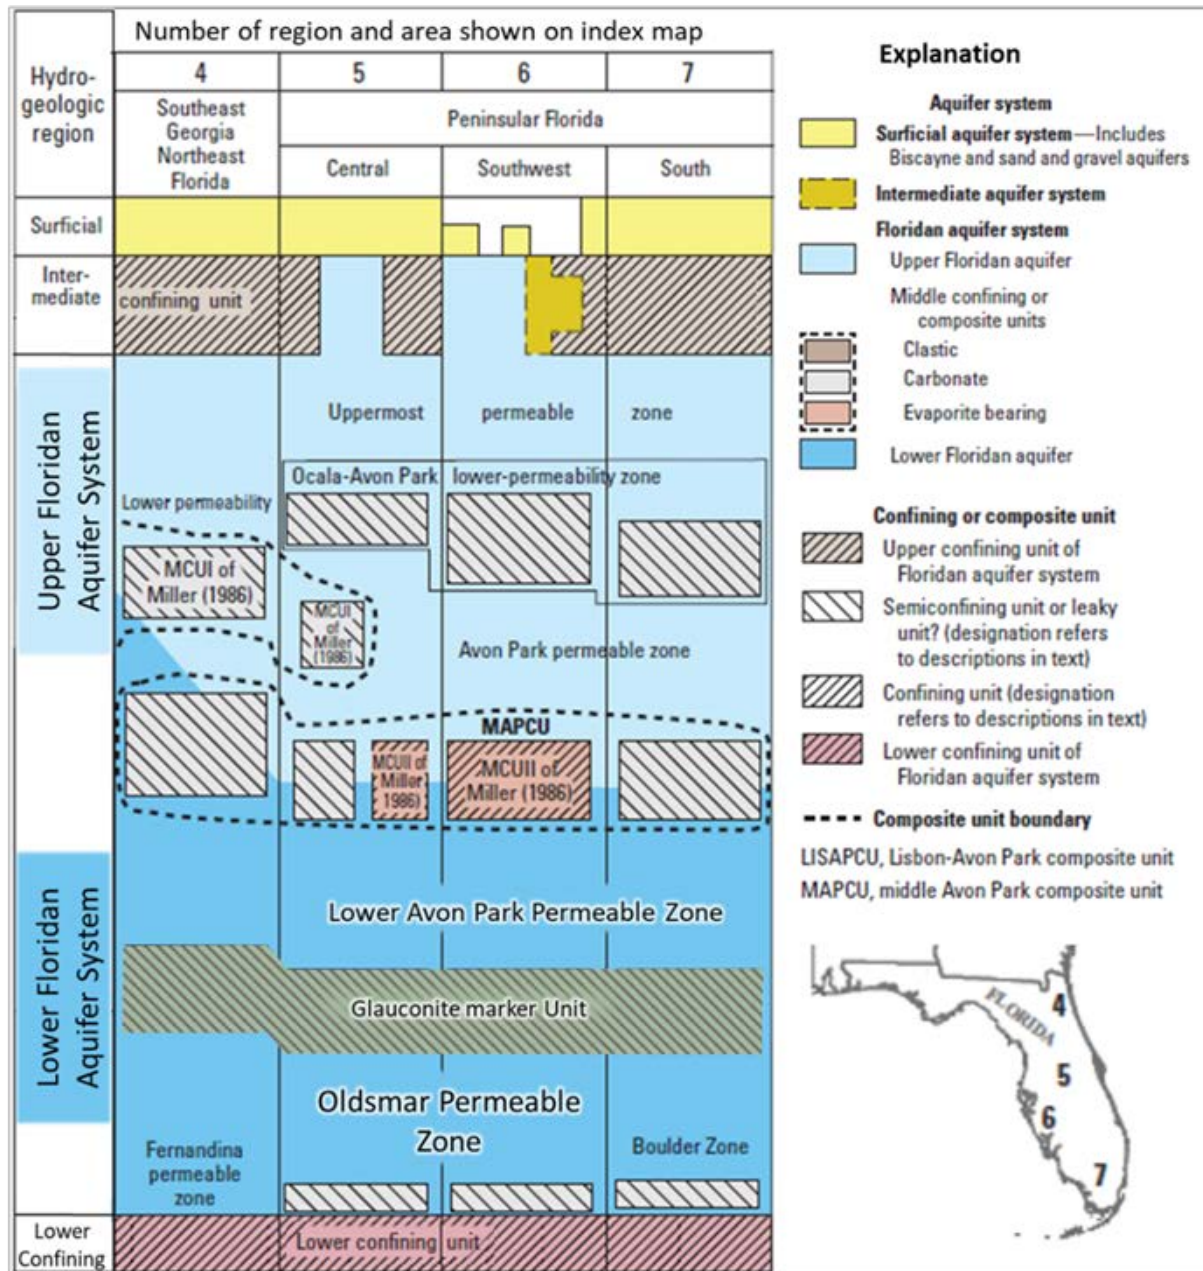 Number of region and area shown on index map
Hydro-
geologic
region
4
5
6
7
Southeast
Georgia
Northeast
Florida
Peninsular Florida
Central
Southwest
South
Surficial
Inter-
mediate
confining unit
Upper Floridan
Aquifer System
Uppermost permeable zone
Ocala-Avon Park lower-permeability zone
Lower permeability
MCUI of
Miller (1986)
MCUI
of
Miller
(1986)
Avon Park permeable zone
MAPCU
MCUII of
Miller
1986)
MCUII of
Miller (1986)
Lower Floridan
Aquifer System
Lower Avon Park Permeable Zone
Glauconite marker Unit
Oldsmar Permeable
Zone
Fernandina
permeable
zone
Boulder Zone
Lower
Confining
Lower confining unit
Explanation
Aquifer system
Surficial aquifer system—Includes
Biscayne and sand and gravel aquifers
Intermediate aquifer system
Floridan aquifer system
Upper Floridan aquifer
Middle confining or
composite units
Clastic
Carbonate
Evaporite bearing
Lower Floridan aquifer
Confining or composite unit
Upper confining unit of
Floridan aquifer system
Semiconfining unit or leaky
unit? (designation refers
to descriptions in text)
Confining unit (designation
refers to descriptions in text)
Lower confining unit of
Floridan aquifer system
Composite unit boundary
LISAPCU, Lisbon-Avon Park composite unit
MAPCU, middle Avon Park composite unit
FLORIDA
4
5
6
7